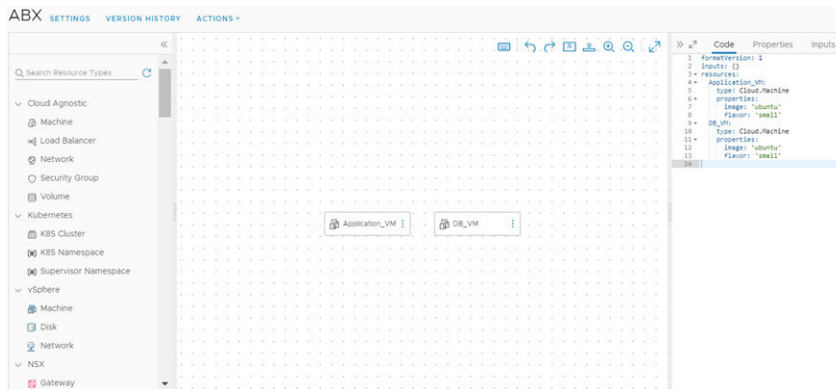 ABX SETTINGS VERSION HISTORY ACTIONS
Search Resource Types
Cloud Agnostic
Machine
Load Balancer
Network
Security Group
Volume
Kubernetes
K8S Cluster
K8S Namespace
Supervisor Namespace
vSphere
Machine
Disk
Network
NSX
Gateway
Application_VM
DB_VM
Code Properties Inputs
1 formatVersion: 1
2 inputs: {}
3 resources:
4 Application_VM:
5 type: Cloud.Machine
6 properties:
7 image: 'ubuntu'
8 flavor: 'small'
9 DB_VM:
10 type: Cloud.Machine
11 properties:
12 image: 'ubuntu'
13 flavor: 'small'
14